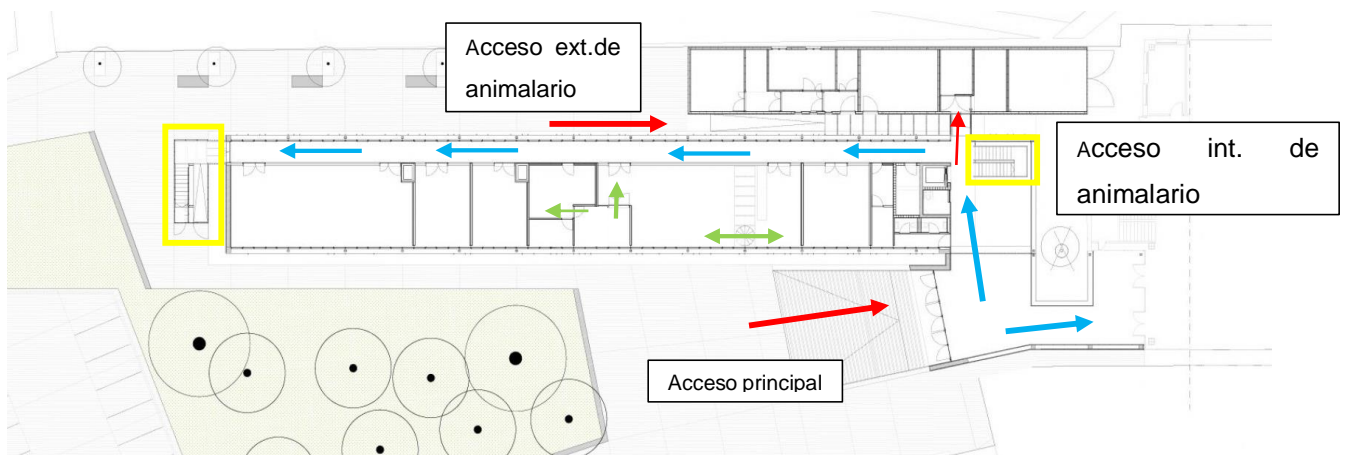 Acceso ext.de
animalario
Acceso int. de
animalario
Acceso principal